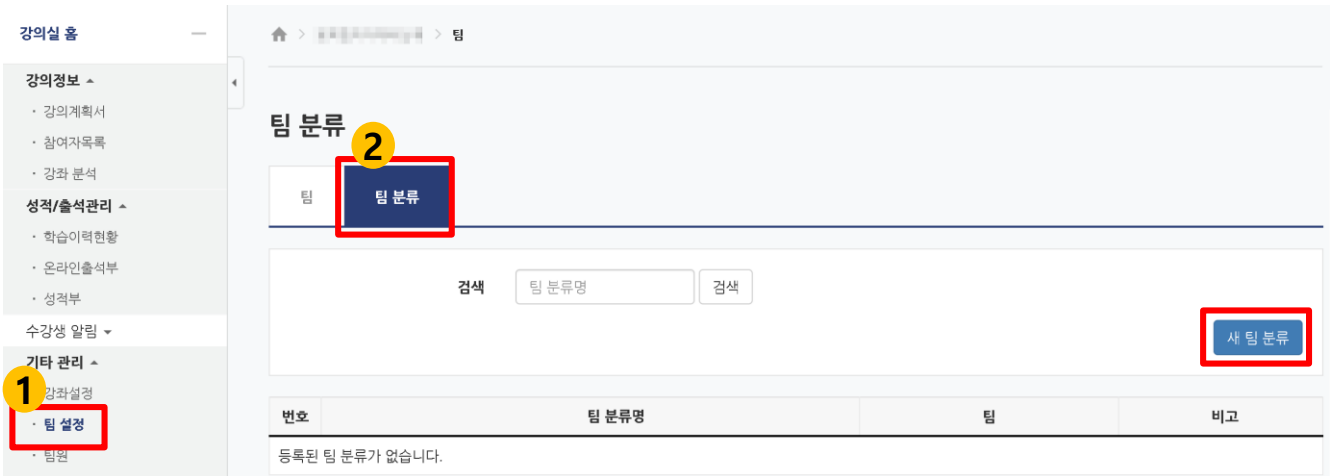 강의실 홈
> > 팀
강의정보
· 강의계획서
· 참여자목록
· 강좌 분석
성적/출석관리
· 학습이력현황
· 온라인출석부
· 성적부
수강생 알림
기타 관리
1
강좌설정
· 팀 설정
· 팀원
팀 분류
2
팀 팀 분류
검색 팀 분류명 검색
새 팀 분류
번호 팀 분류명 팀 비고
등록된 팀 분류가 없습니다.